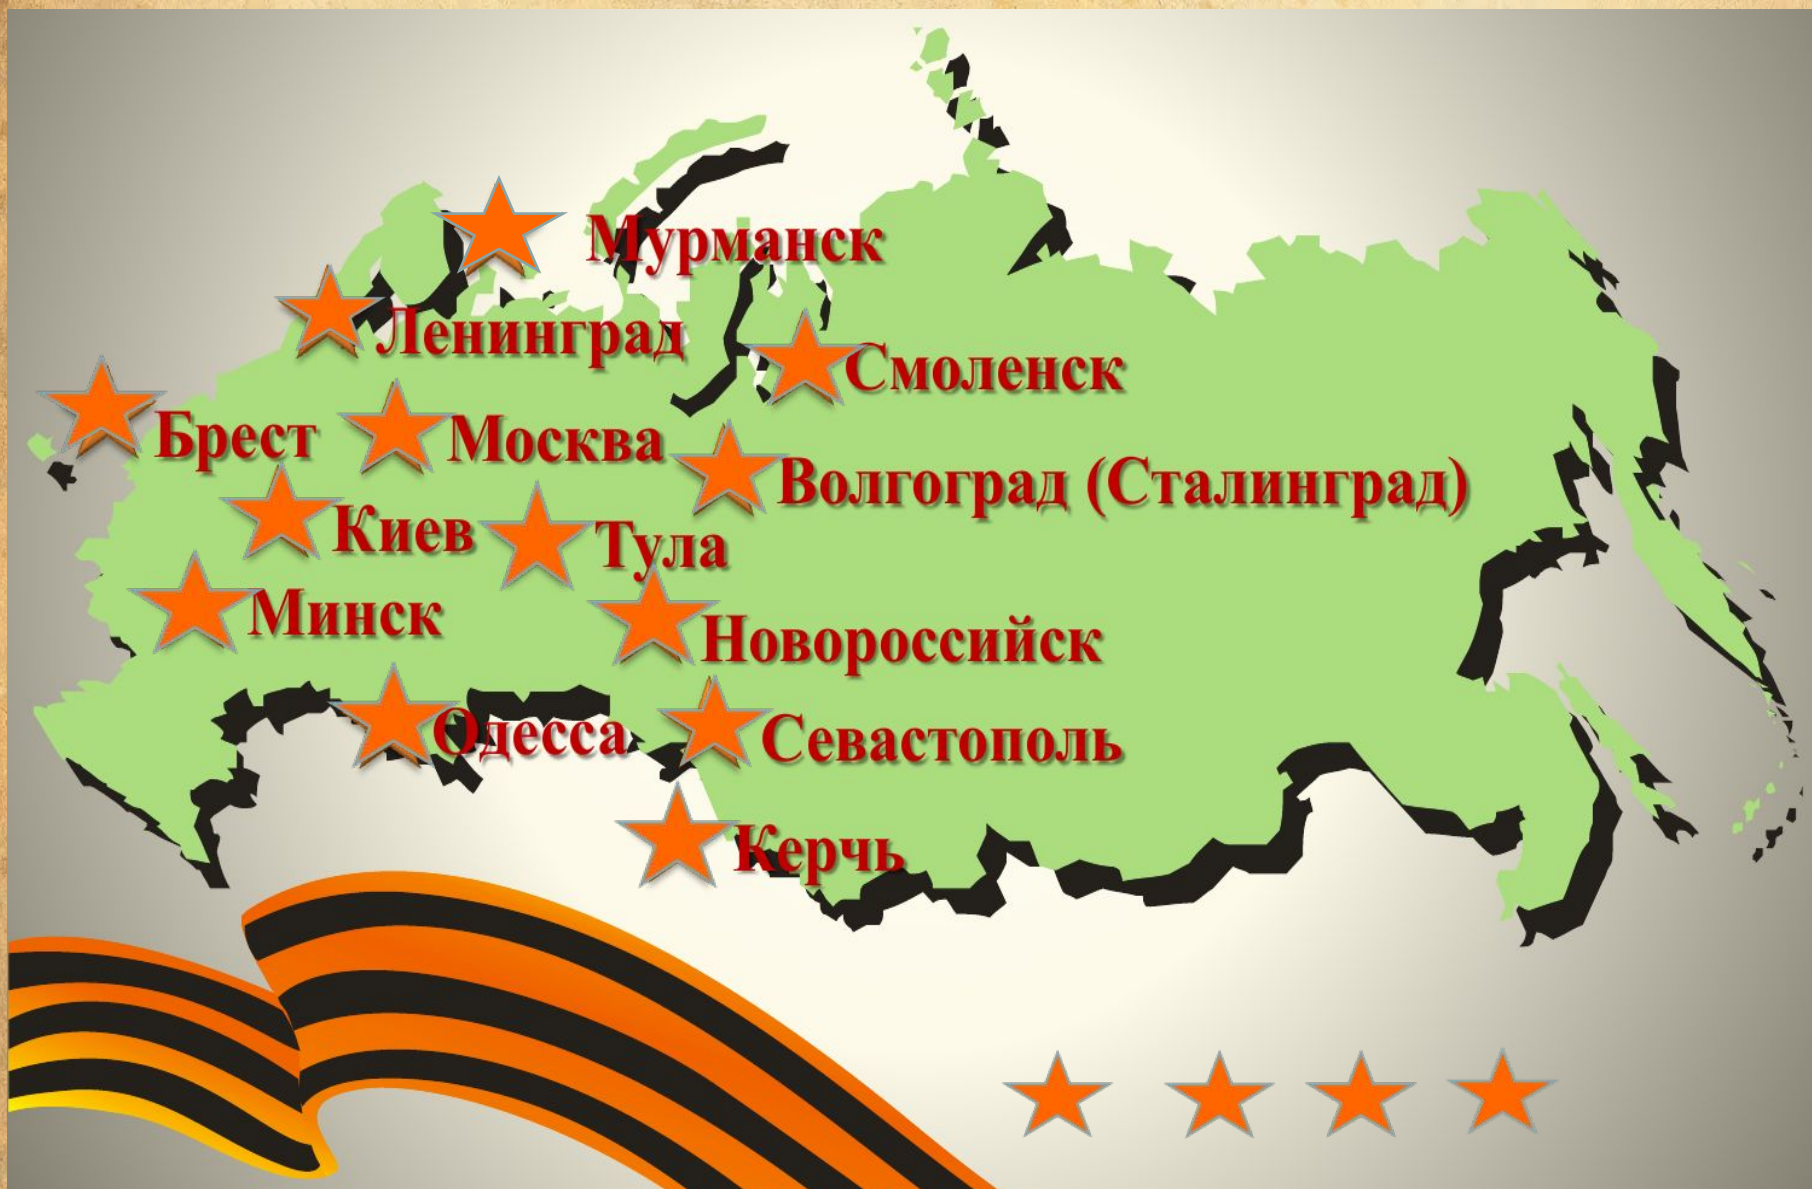 Мурманск
Ленинград
Смоленск
Брест
Москва
Волгоград (Сталинград)
Киев
Тула
Минск
Новороссийск
Одесса
Севастополь
Керчь